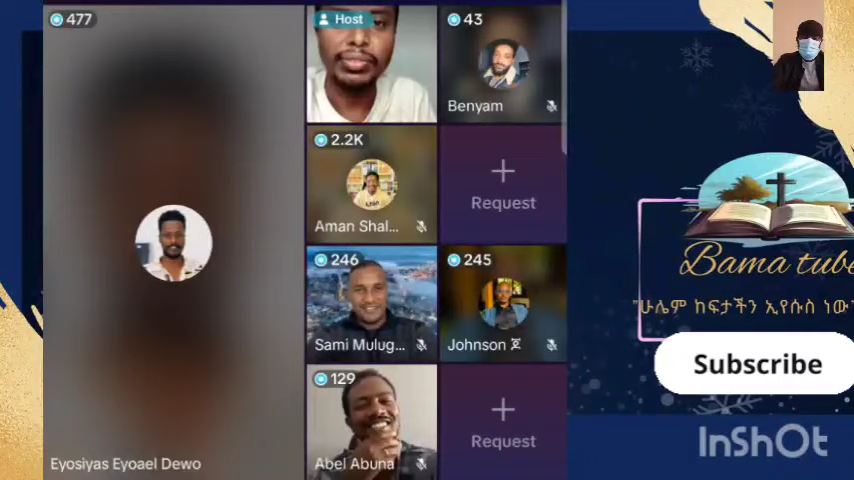 477
Host
43
Benyam
2.2K
Aman Shal...
Request
246
Sami Mulug...
245
Johnson
129
Abel Abuna
Request
Eyosiyas Eyoael Dewo
Bama tube
"ሁሌም ከፍታችን ኢየሱስ ነው"
Subscribe
InShOt